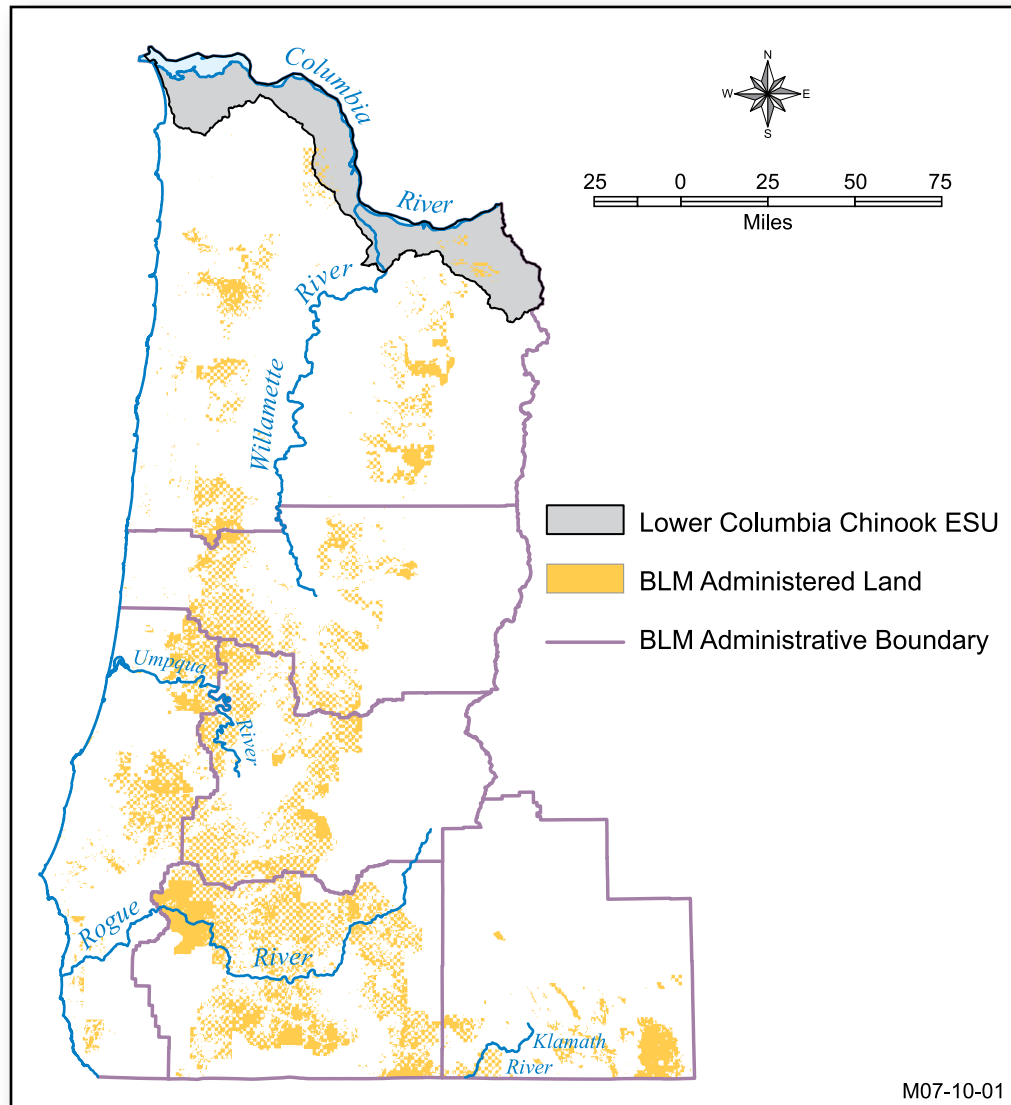 Columbia
River
N
W E
S
25 0 25 50 75
Miles
River
Willamette
Lower Columbia Chinook ESU
BLM Administered Land
BLM Administrative Boundary
Umpqua
River
Rogue
River
Klamath
River
M07-10-01